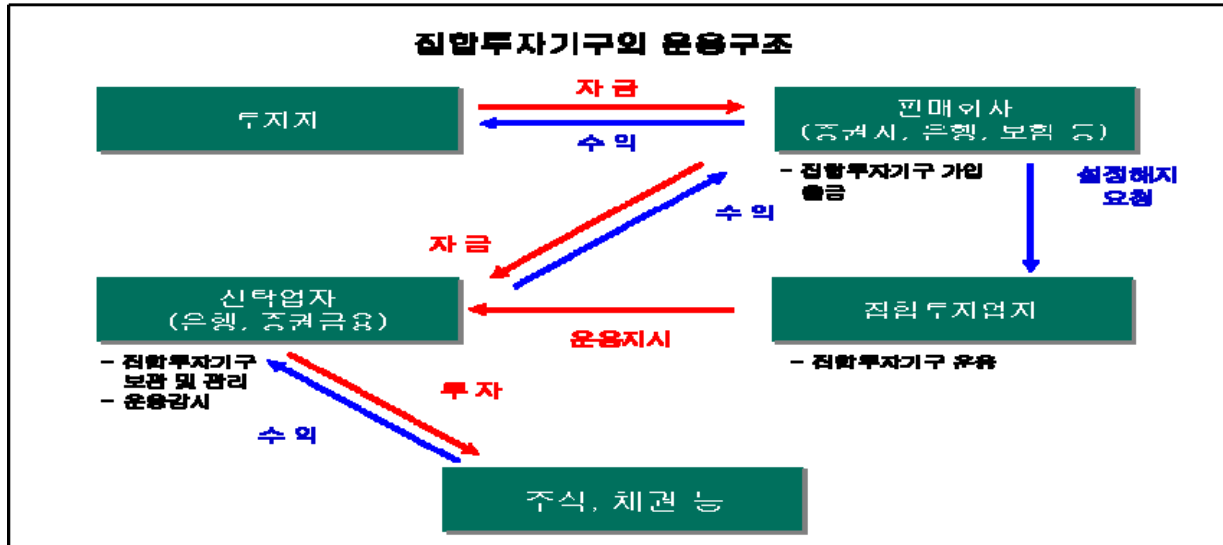 집합투자기구의 운용구조
투자자
자 금
수 익
판매회사
(증권사, 은행, 보험 등)
- 집합투자기구 가입
출금
설정해지
요청
자 금
수 익
신탁업자
(은행, 증권금융)
- 집합투자기구
보관 및 관리
- 운용감시
운용지시
집합투자업자
- 집합투자기구 운용
투 자
수 익
주식, 채권 등